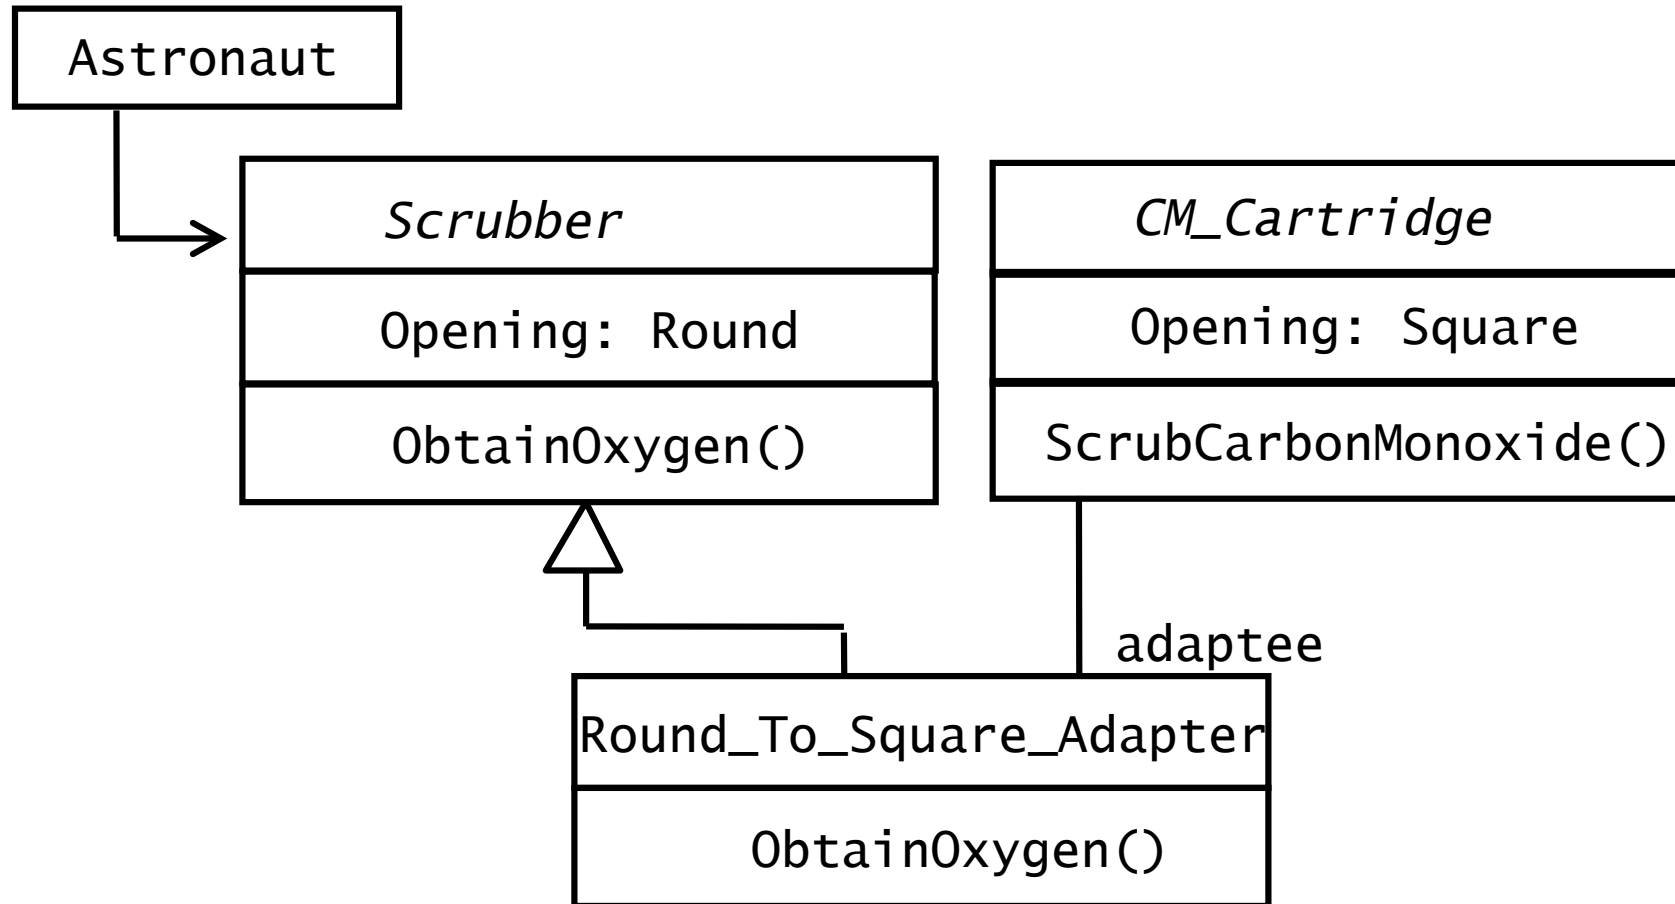 Astronaut
Scrubber
Opening: Round
ObtainOxygen()
CM_Cartridge
Opening: Square
ScrubCarbonMonoxide()
adaptee
Round_To_Square_Adapter
ObtainOxygen()